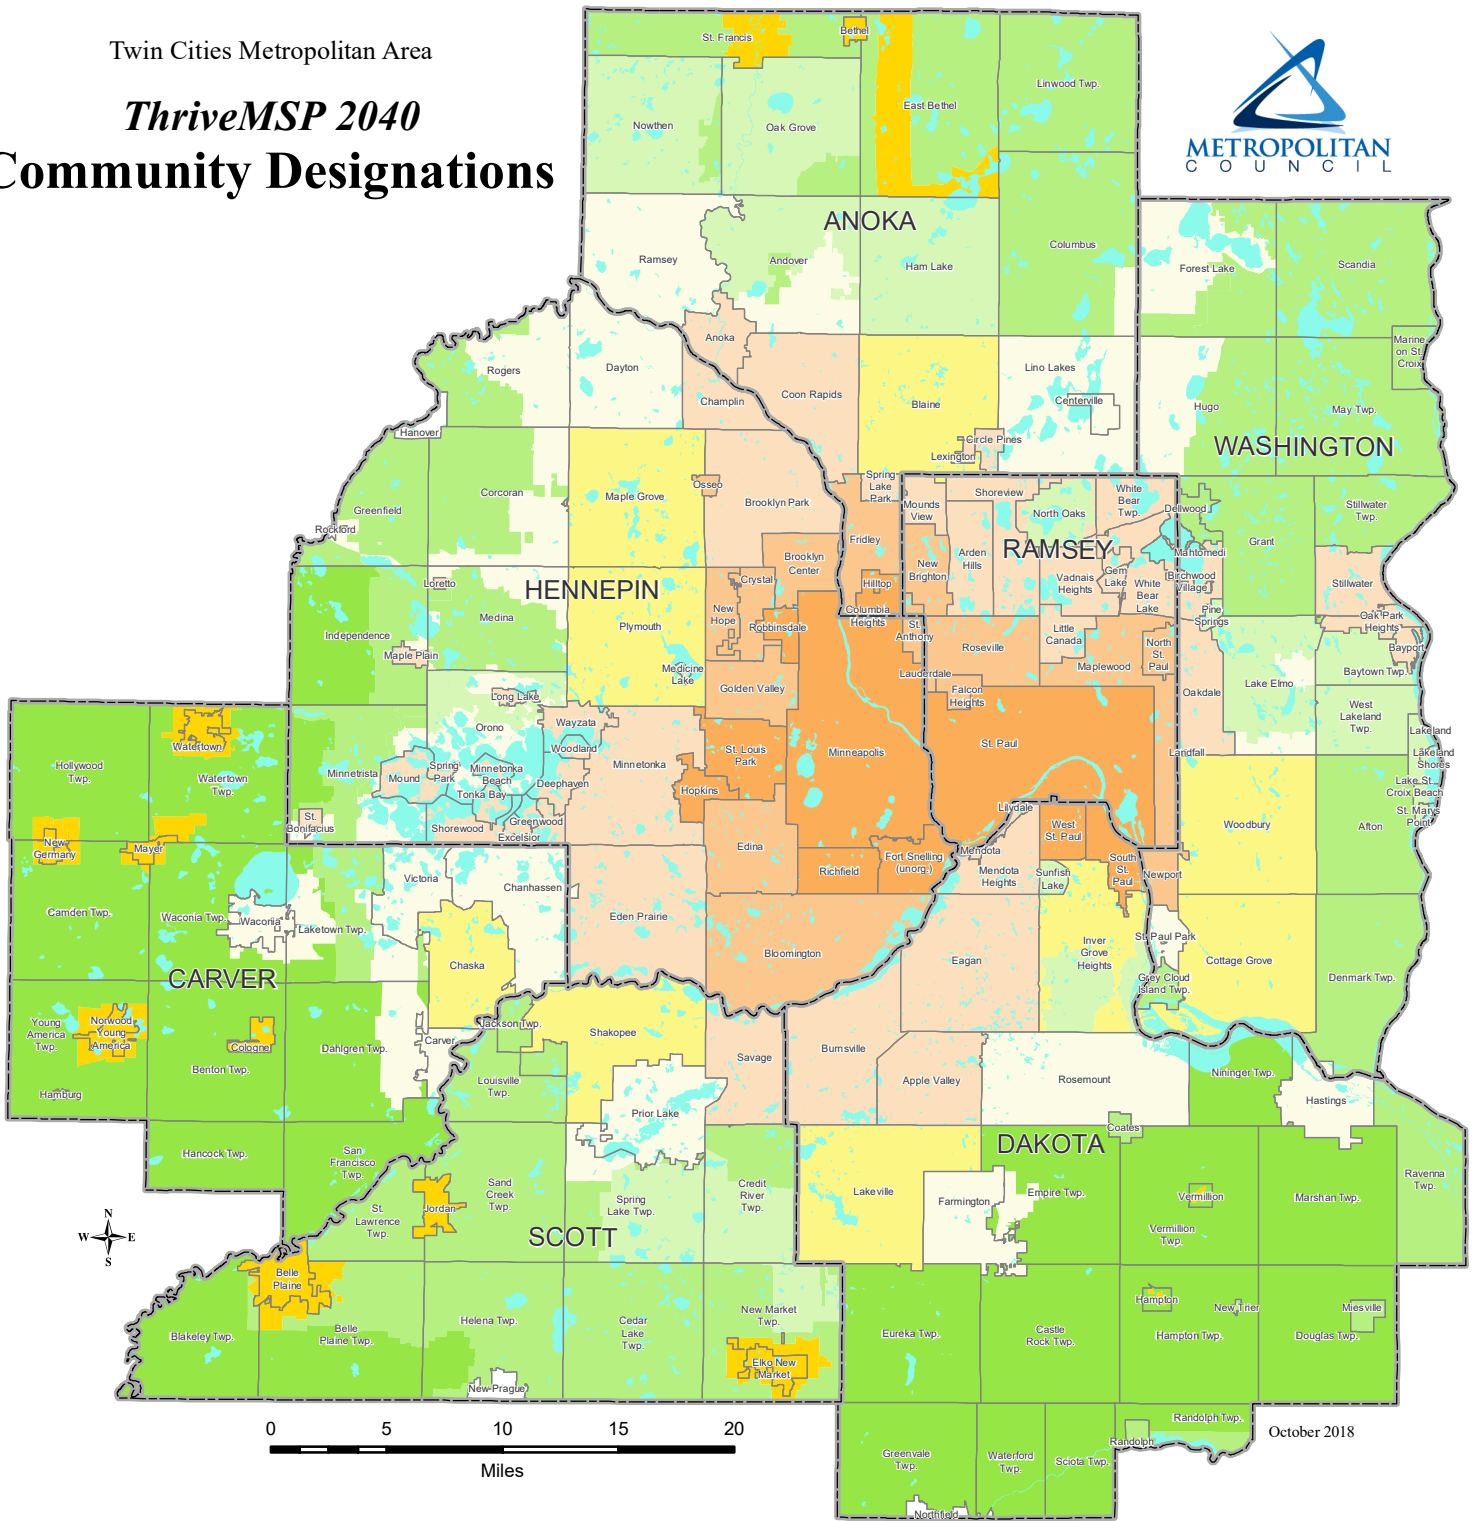 Twin Cities Metropolitan Area
ThriveMSP 2040
Community Designations
METROPOLITAN
COUNCIL
St. Francis
Bethel
East Bethel
Linwood Twp.
Nowthen
Oak Grove
ANOKA
Ramsey
Andover
Ham Lake
Columbus
Forest Lake
Scandia
Marine
on St.
Croix
Anoka
Rogers
Dayton
Champlin
Coon Rapids
Blaine
Lino Lakes
Centerville
Hugo
May Twp.
WASHINGTON
Hanover
Circle Pines
Lexington
Corcoran
Greenfield
Rockford
Maple Grove
Osseo
Brooklyn Park
Spring
Lake
Park
Mounds
View
Shoreview
North Oaks
White
Bear
Twp.
Dellwood
Stillwater
Twp.
Grant
Fridley
RAMSEY
Arden
Hills
New
Brighton
Vadnais
Heights
Gem
Lake
White
Bear
Lake
Mahtomedi
Birchwood
Village
Stillwater
Brooklyn
Center
Crystal
Hilltop
Columbia
Heights
New
Hope
Robbinsdale
Loretto
HENNEPIN
Medina
Plymouth
Independence
Maple Plain
Medicine
Lake
Golden Valley
St.
Anthony
Lauderdale
Roseville
Little
Canada
Maplewood
North
St.
Paul
Pine
Springs
Oak Park
Heights
Bayport
Baytown Twp.
Lake Elmo
Oakdale
West
Lakeland
Twp.
Lakeland
Lakeland
Shores
Lake St.
Croix Beach
St. Marys
Point
Falcon
Heights
St. Paul
Landfall
Long Lake
Orono
Wayzata
Woodland
Minnetonka
St. Louis
Park
Minneapolis
Hopkins
Minnetrista
Mound
Spring
Park
Minnetonka
Beach
Tonka Bay
Deephaven
Greenwood
Excelsior
Shorewood
St.
Bonifacius
Watertown
Hollywood
Twp.
Watertown
Twp.
New
Germany
Mayer
Edina
Richfield
Fort Snelling
(unorg.)
Lilydale
Mendota
West
St. Paul
South
St.
Paul
Mendota
Heights
Sunfish
Lake
Newport
Woodbury
Afton
Camden Twp.
Waconia Twp.
Waconia
Laketown Twp.
Victoria
Chanhassen
Eden Prairie
Bloomington
Eagan
Inver
Grove
Heights
St. Paul Park
Grey Cloud
Island Twp.
Cottage Grove
Denmark Twp.
CARVER
Chaska
Young
America
Twp.
Norwood
Young
America
Cologne
Benton Twp.
Dahlgren Twp.
Carver
Jackson Twp.
Shakopee
Louisville
Twp.
Savage
Burnsville
Apple Valley
Rosemount
Nininger Twp.
Hastings
Hamburg
Prior Lake
Coates
DAKOTA
Hancock Twp.
San
Francisco
Twp.
St.
Lawrence
Twp.
Jordan
Sand
Creek
Twp.
Spring
Lake Twp.
Credit
River
Twp.
SCOTT
Lakeville
Farmington
Empire Twp.
Vermillion
Vermillion
Twp.
Marshan Twp.
Ravenna
Twp.
N
W
E
S
Belle
Plaine
Blakeley Twp.
Belle
Plaine Twp.
Helena Twp.
Cedar
Lake
Twp.
New Market
Twp.
Elko New
Market
New Prague
Eureka Twp.
Castle
Rock Twp.
Hampton
Hampton Twp.
New Trier
Miesville
Douglas Twp.
Randolph Twp.
Randolph
Greenvale
Twp.
Waterford
Twp.
Sciota Twp.
Northfield
October 2018
0 5 10 15 20
Miles